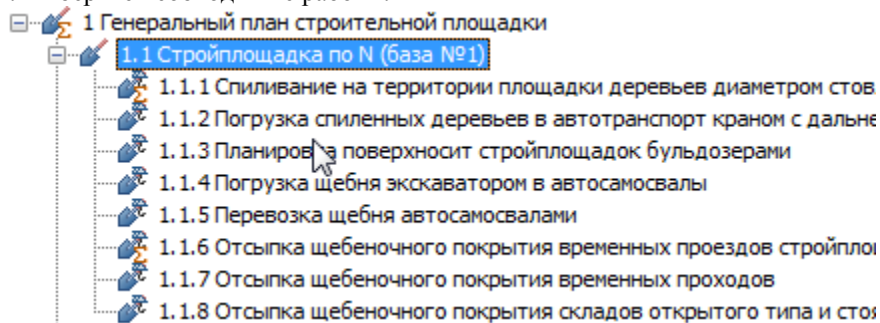 1 Генеральный план строительной площадки
1.1 Стройплощадка по N (база №1)
1.1.1 Спиливание на территории площадки деревьев диаметром ство
1.1.2 Погрузка спиленных деревьев в автотранспорт краном с дальне
1.1.3 Планировка поверхносит стройплощадок бульдозерами
1.1.4 Погрузка щебня экскаватором в автосамосвалы
1.1.5 Перевозка щебня автосамосвалами
1.1.6 Отсыпка щебеночного покрытия временных проездов стройпло
1.1.7 Отсыпка щебеночного покрытия временных проходов
1.1.8 Отсыпка щебеночного покрытия складов открытого типа и стоя